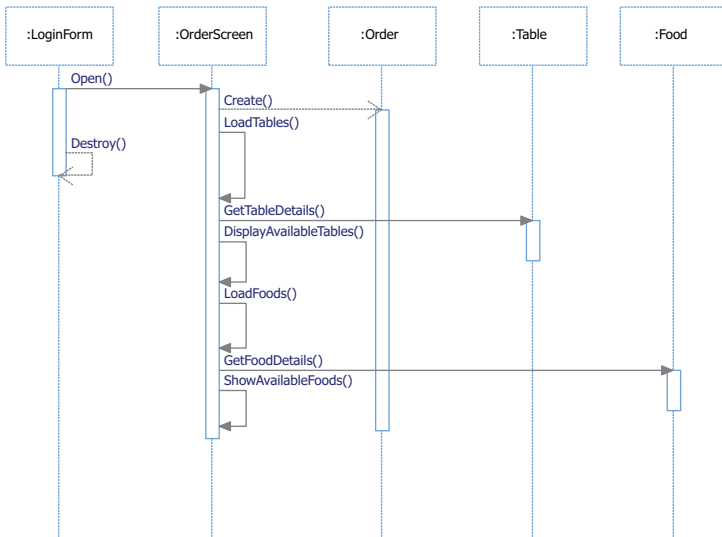 :LoginForm
:OrderScreen
:Order
:Table
:Food
Open()
Create()
LoadTables()
Destroy()
GetTableDetails()
DisplayAvailableTables()
LoadFoods()
GetFoodDetails()
ShowAvailableFoods()